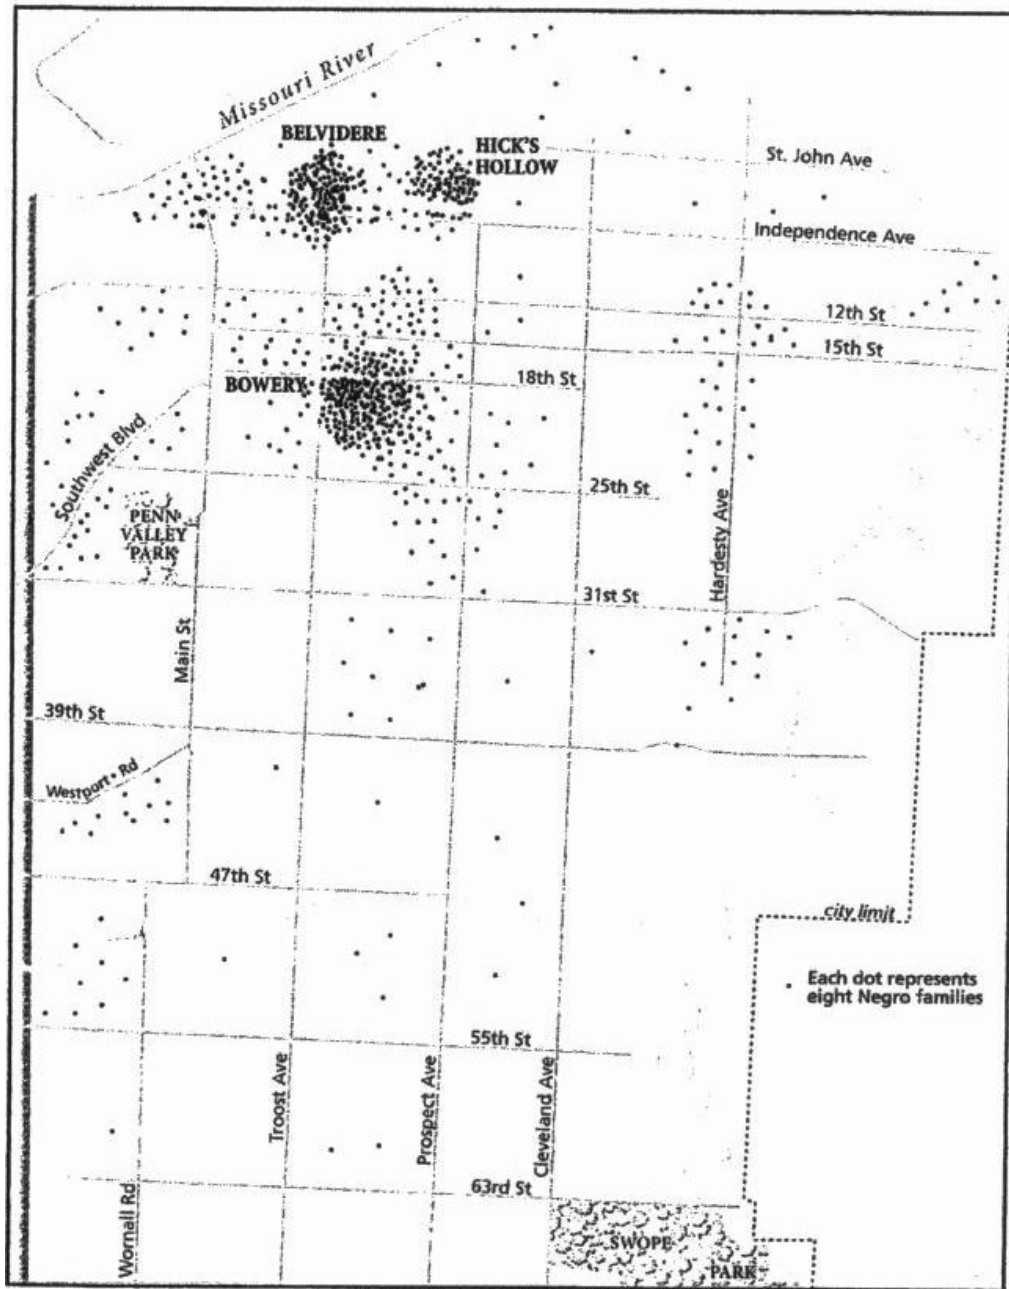 Missouri River
BELVIDERE
HICK'S
HOLLOW
St. John Ave
Independence Ave
12th St
15th St
18th St
BOWERY
Southwest Blvd
25th St
PENN
VALLEY
PARK
Hardesty Ave
31st St
Main St
39th St
Westport Rd
47th St
city limit
Each dot represents
eight Negro families
55th St
Troost Ave
Prospect Ave
Cleveland Ave
63rd St
Wornall Rd
SWOPE
PARK